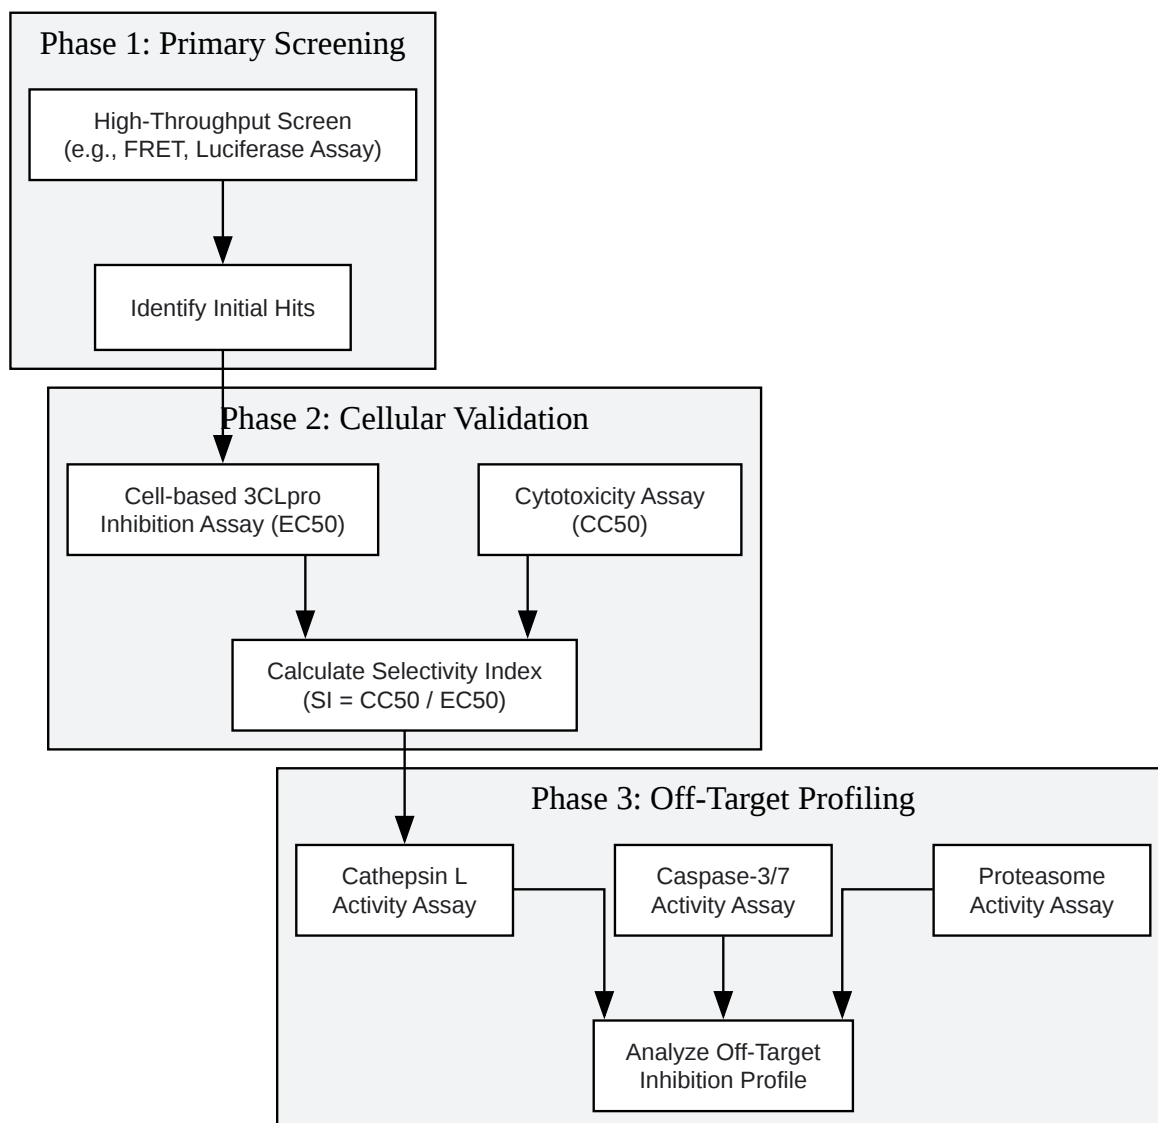 Phase 1: Primary Screening
High-Throughput Screen
(e.g., FRET, Luciferase Assay)
Identify Initial Hits
Phase 2: Cellular Validation
Cell-based 3CLpro
Inhibition Assay (EC50)
Cytotoxicity Assay
(CC50)
Calculate Selectivity Index
(SI = CC50 / EC50)
Phase 3: Off-Target Profiling
Cathepsin L
Activity Assay
Caspase-3/7
Activity Assay
Proteasome
Activity Assay
Analyze Off-Target
Inhibition Profile